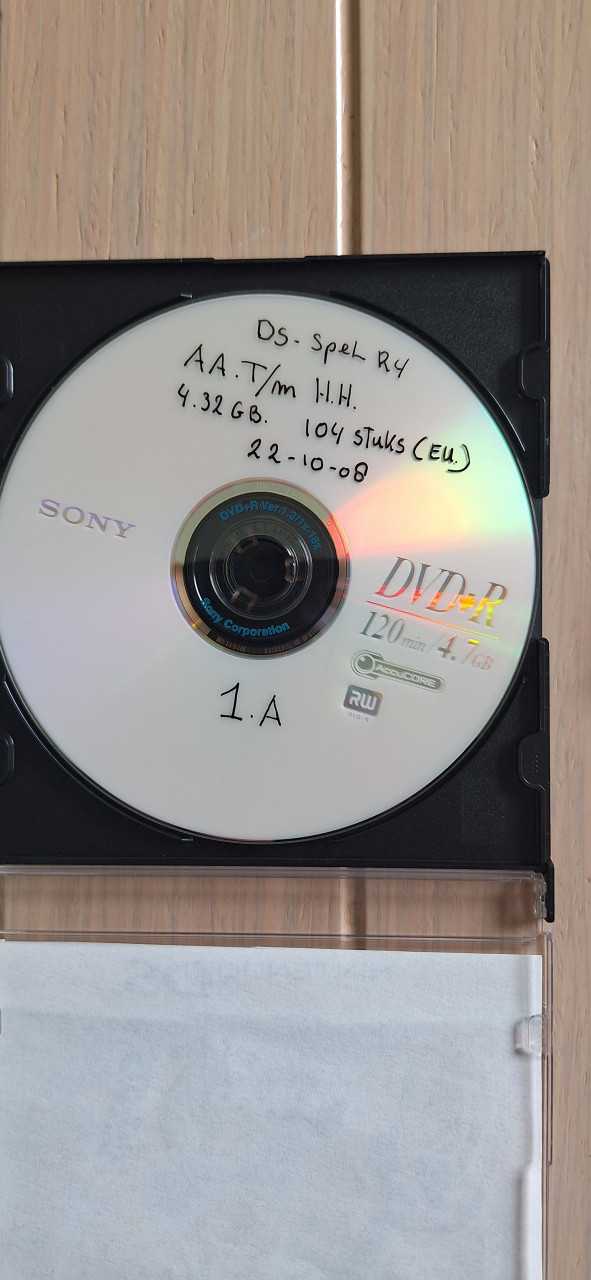 DS-Spel R4
AA.T/m H.H.
4.32 GB. 104 stuks (EU.)
22-10-08
SONY
DVD+R Ver.1.3/1x-16x
Sony Corporation
DVD+R
120min/4.7GB
AccuCORE
RW
DVD+R
1.A